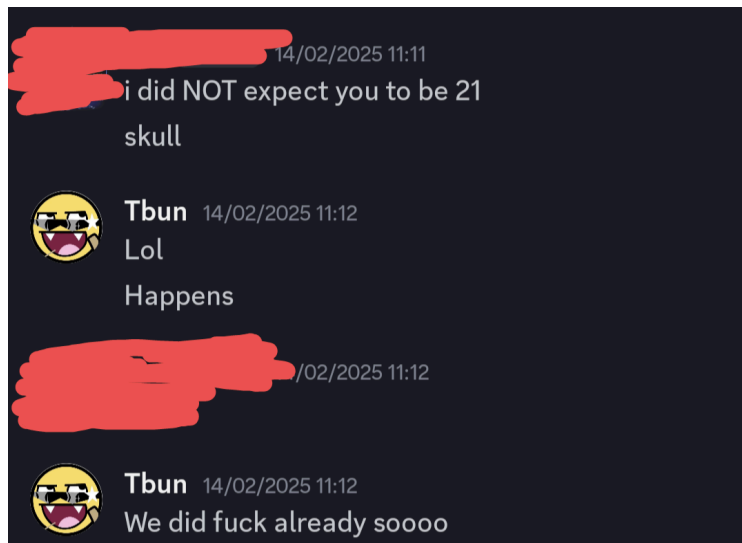 14/02/2025 11:11
i did NOT expect you to be 21
skull
Tbun 14/02/2025 11:12
Lol
Happens
/02/2025 11:12
Tbun 14/02/2025 11:12
We did fuck already soooo